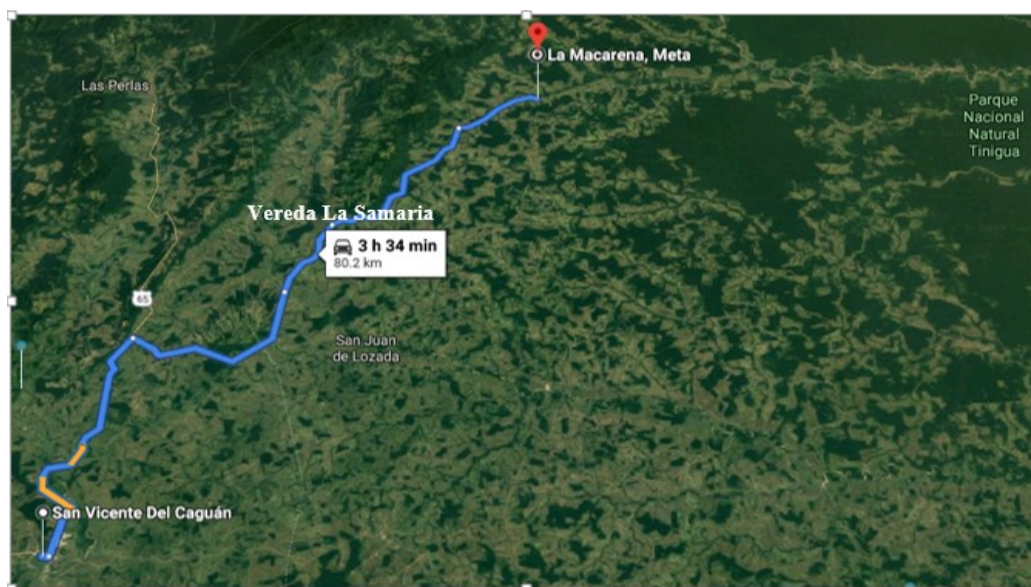 La Macarena, Meta
Las Perlas
Parque
Nacional
Natural
Tinigua
Vereda La Samaria
3 h 34 min
80.2 km
65
San Juan
de Lozada
San Vicente Del Caguán